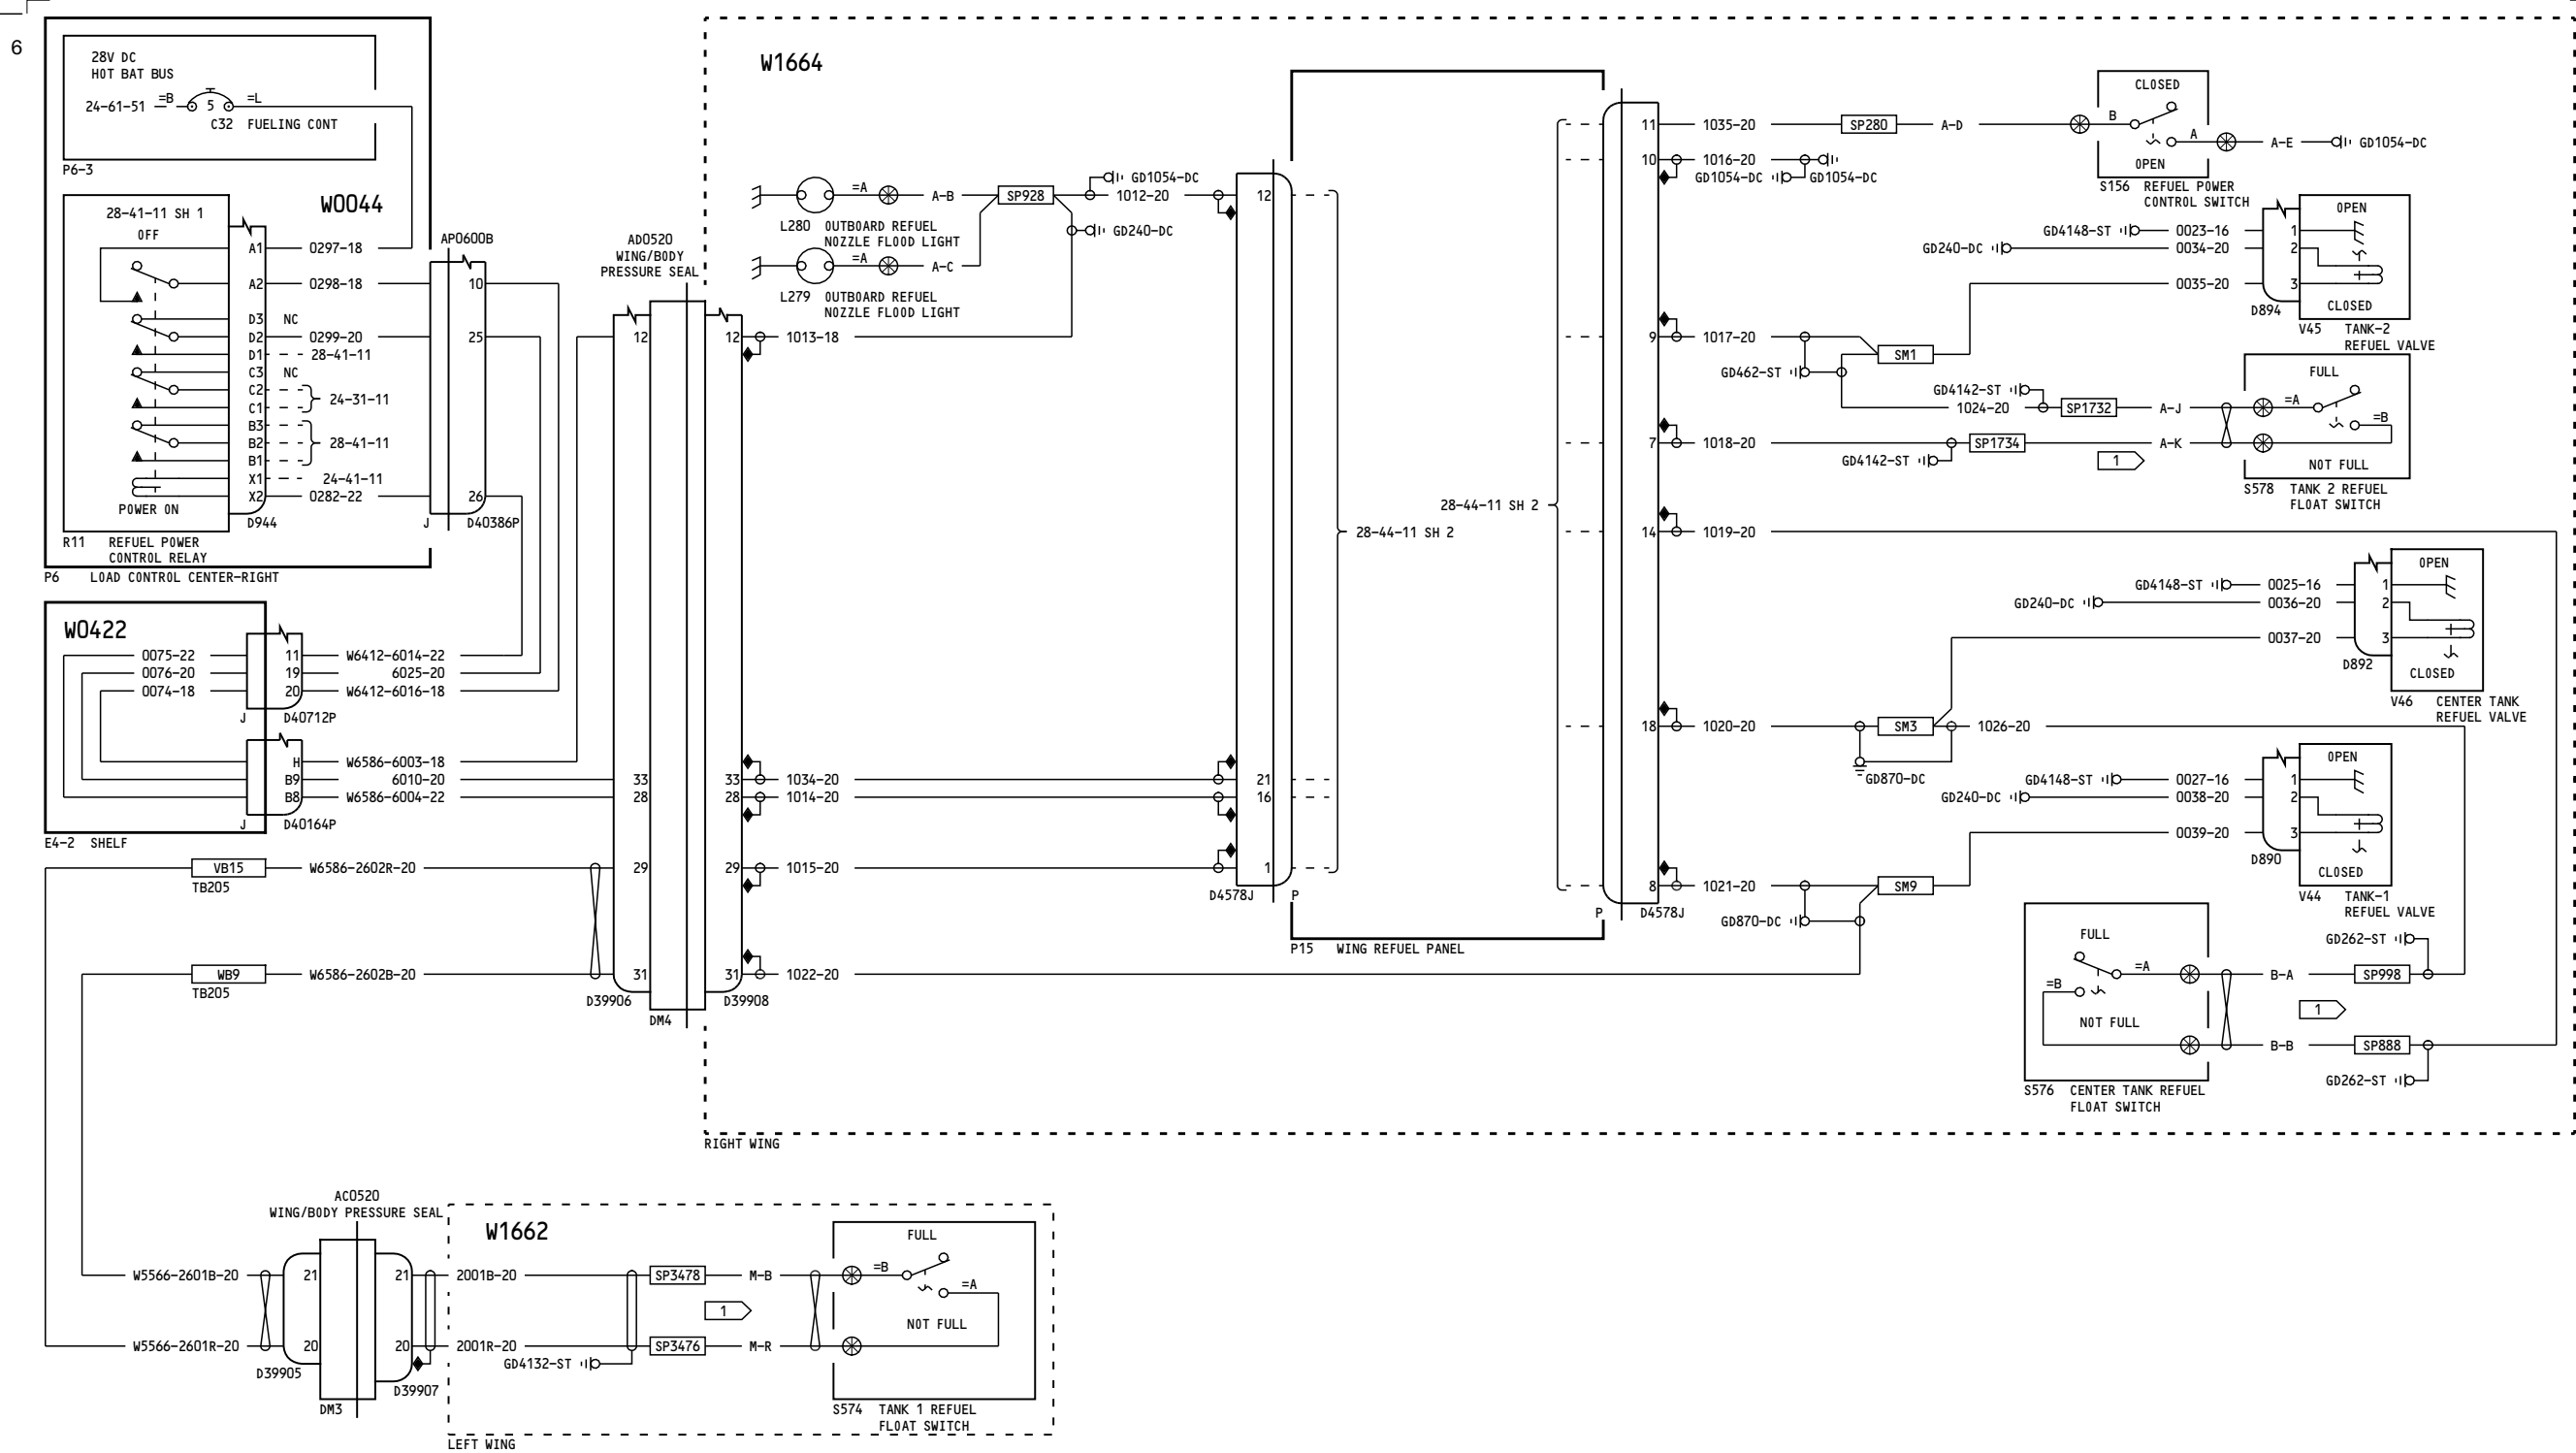 6
28V DC
HOT BAT BUS
24-61-51 =B 5 =L
C32 FUELING CONT
P6-3
W0044
28-41-11 SH 1
OFF
A1 0297-18
A2 0298-18
D3 NC
D2 0299-20
D1 28-41-11
C3 NC
C2
C1
24-31-11
B3
B2
B1
28-41-11
X1 24-41-11
X2 0282-22
POWER ON
D944
R11 REFUEL POWER
CONTROL RELAY
P6 LOAD CONTROL CENTER-RIGHT
AP0600B
10
25
26
J D40386P
W0422
0075-22 11 W6412-6014-22
0076-20 19 6025-20
0074-18 20 W6412-6016-18
J D40712P
H W6586-6003-18
B9 6010-20
B8 W6586-6004-22
J D40164P
E4-2 SHELF
VB15 W6586-2602R-20
TB205
WB9 W6586-2602B-20
TB205
AD0520
WING/BODY
PRESSURE SEAL
12 12 1013-18
33 33 1034-20
28 28 1014-20
29 29 1015-20
31 31 1022-20
D39906 D39908
DM4
W1664
L280 OUTBOARD REFUEL
NOZZLE FLOOD LIGHT
=A A-B SP928 1012-20 12
GD1054-DC
GD240-DC
L279 OUTBOARD REFUEL
NOZZLE FLOOD LIGHT
=A A-C
21
16
1
D4578J P
28-44-11 SH 2
28-44-11 SH 2
P15 WING REFUEL PANEL
P D4578J
11 1035-20 SP280 A-D B
CLOSED
A A-E GD1054-DC
OPEN
S156 REFUEL POWER
CONTROL SWITCH
10 1016-20
GD1054-DC GD1054-DC
GD4148-ST 0023-16 1
GD240-DC 0034-20 2
0035-20 3
OPEN
CLOSED
D894
V45 TANK-2
REFUEL VALVE
9 1017-20 SM1
GD462-ST
GD4142-ST
1024-20 SP1732 A-J =A
FULL
=B
7 1018-20 SP1734 A-K
GD4142-ST
1
NOT FULL
S578 TANK 2 REFUEL
FLOAT SWITCH
14 1019-20
GD4148-ST 0025-16 1
GD240-DC 0036-20 2
0037-20 3
OPEN
CLOSED
D892
V46 CENTER TANK
REFUEL VALVE
18 1020-20 SM3 1026-20
GD870-DC
GD4148-ST 0027-16 1
GD240-DC 0038-20 2
0039-20 3
OPEN
CLOSED
D890
V44 TANK-1
REFUEL VALVE
8 1021-20 SM9
GD870-DC
FULL
=A B-A SP998
GD262-ST
=B
NOT FULL
1
B-B SP888
GD262-ST
S576 CENTER TANK REFUEL
FLOAT SWITCH
RIGHT WING
AC0520
WING/BODY PRESSURE SEAL
W1662
W5566-2601B-20 21 21 2001B-20 SP3478 M-B =B
FULL
=A
1
NOT FULL
W5566-2601R-20 20 20 2001R-20 SP3476 M-R
GD4132-ST
D39905 D39907
DM3
S574 TANK 1 REFUEL
FLOAT SWITCH
LEFT WING